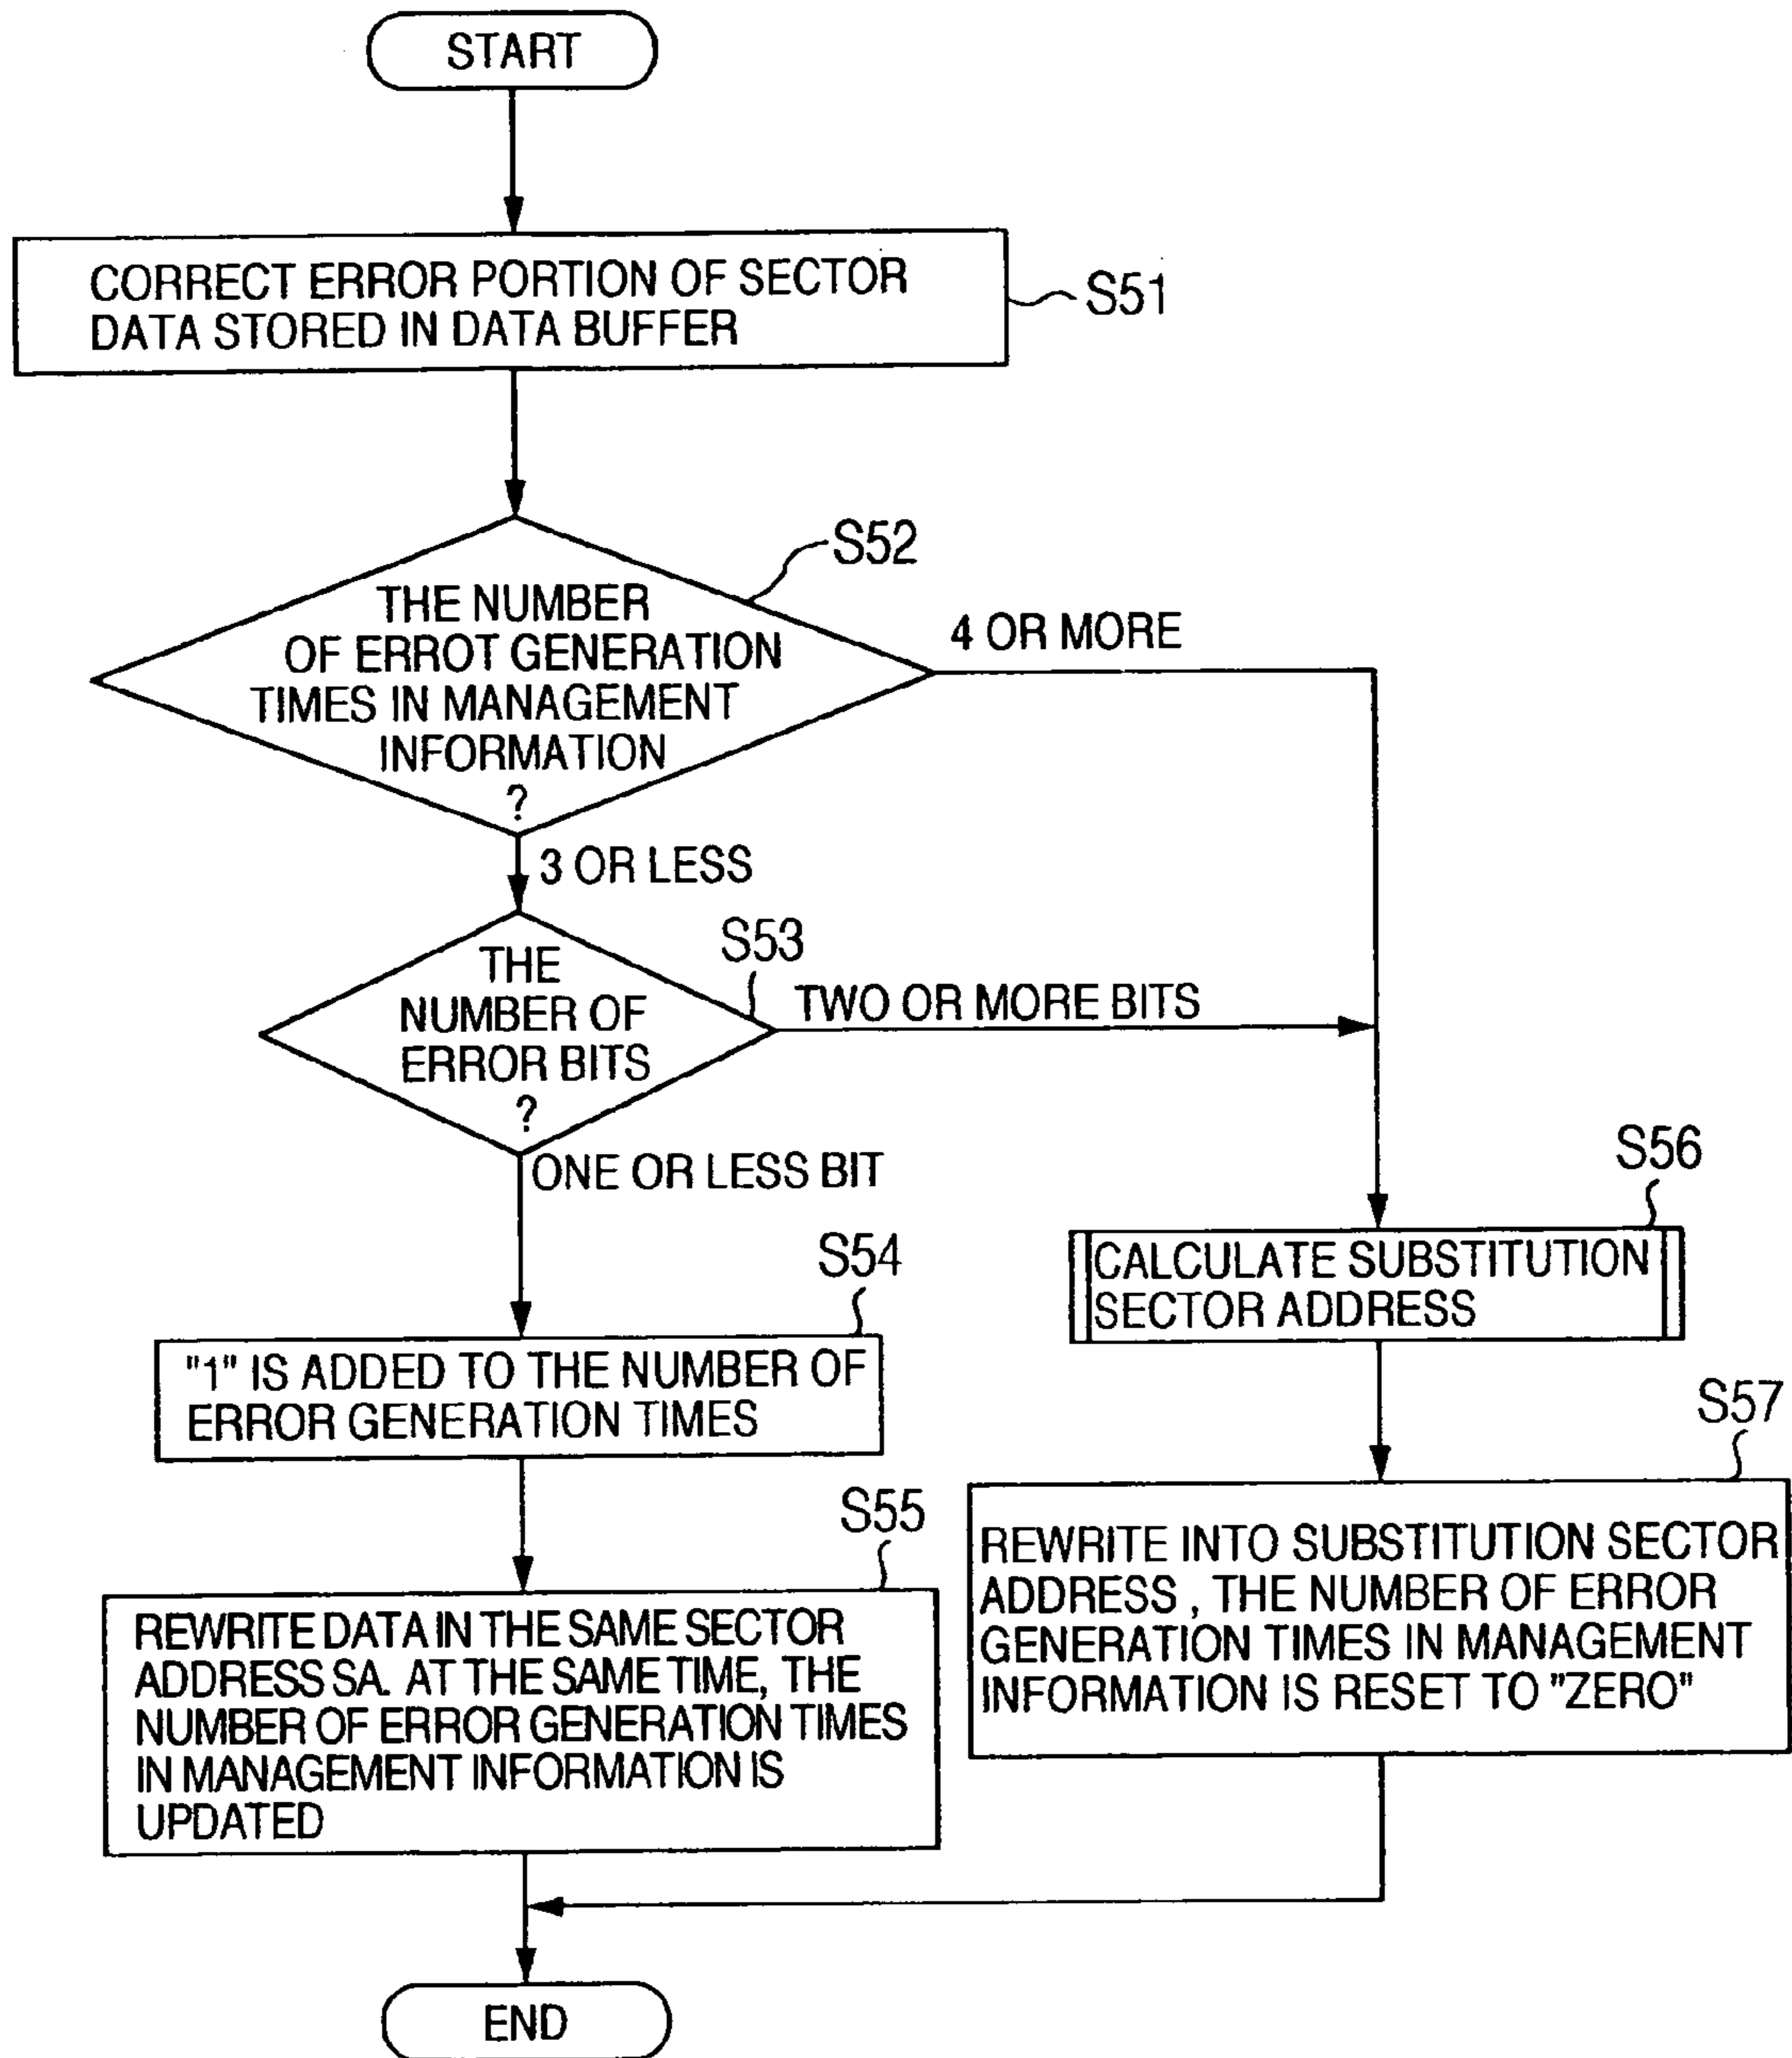 START
CORRECT ERROR PORTION OF SECTOR
DATA STORED IN DATA BUFFER
S51
S52
THE NUMBER
OF ERROT GENERATION
TIMES IN MANAGEMENT
INFORMATION
?
4 OR MORE
3 OR LESS
S53
THE
NUMBER OF
ERROR BITS
?
TWO OR MORE BITS
ONE OR LESS BIT
S54
"1" IS ADDED TO THE NUMBER OF
ERROR GENERATION TIMES
S55
REWRITE DATA IN THE SAME SECTOR
ADDRESS SA. AT THE SAME TIME, THE
NUMBER OF ERROR GENERATION TIMES
IN MANAGEMENT INFORMATION IS
UPDATED
S56
CALCULATE SUBSTITUTION
SECTOR ADDRESS
S57
REWRITE INTO SUBSTITUTION SECTOR
ADDRESS , THE NUMBER OF ERROR
GENERATION TIMES IN MANAGEMENT
INFORMATION IS RESET TO "ZERO"
END